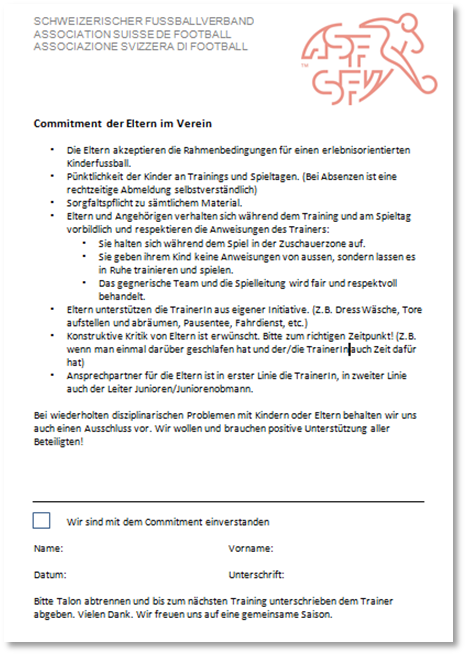 SCHWEIZERISCHER FUSSBALLVERBAND
ASSOCIATION SUISSE DE FOOTBALL
ASSOCIAZIONE SVIZZERA DI FOOTBALL
ASF
SFV
TM
Commitment der Eltern im Verein
• Die Eltern akzeptieren die Rahmenbedingungen für einen erlebnisorientierten
Kinderfussball.
• Pünktlichkeit der Kinder an Trainings und Spieltagen. (Bei Absenzen ist eine
rechtzeitige Abmeldung selbstverständlich)
• Sorgfaltspflicht zu sämtlichem Material.
• Eltern und Angehörigen verhalten sich während dem Training und am Spieltag
vorbildlich und respektieren die Anweisungen des Trainers:
• Sie halten sich während dem Spiel in der Zuschauerzone auf.
• Sie geben ihrem Kind keine Anweisungen von aussen, sondern lassen es
in Ruhe trainieren und spielen.
• Das gegnerische Team und die Spielleitung wird fair und respektvoll
behandelt.
• Eltern unterstützen die TrainerIn aus eigener Initiative. (Z.B. Dress Wäsche, Tore
aufstellen und abräumen, Pausentee, Fahrdienst, etc.)
• Konstruktive Kritik von Eltern ist erwünscht. Bitte zum richtigen Zeitpunkt! (Z.B.
wenn man einmal darüber geschlafen hat und der/die TrainerIn auch Zeit dafür
hat)
• Ansprechpartner für die Eltern ist in erster Linie die TrainerIn, in zweiter Linie
auch der Leiter Junioren/Juniorenobmann.
Bei wiederholten disziplinarischen Problemen mit Kindern oder Eltern behalten wir uns
auch einen Ausschluss vor. Wir wollen und brauchen positive Unterstützung aller
Beteiligten!
Wir sind mit dem Commitment einverstanden
Name: Vorname:
Datum: Unterschrift:
Bitte Talon abtrennen und bis zum nächsten Training unterschrieben dem Trainer
abgeben. Vielen Dank. Wir freuen uns auf eine gemeinsame Saison.